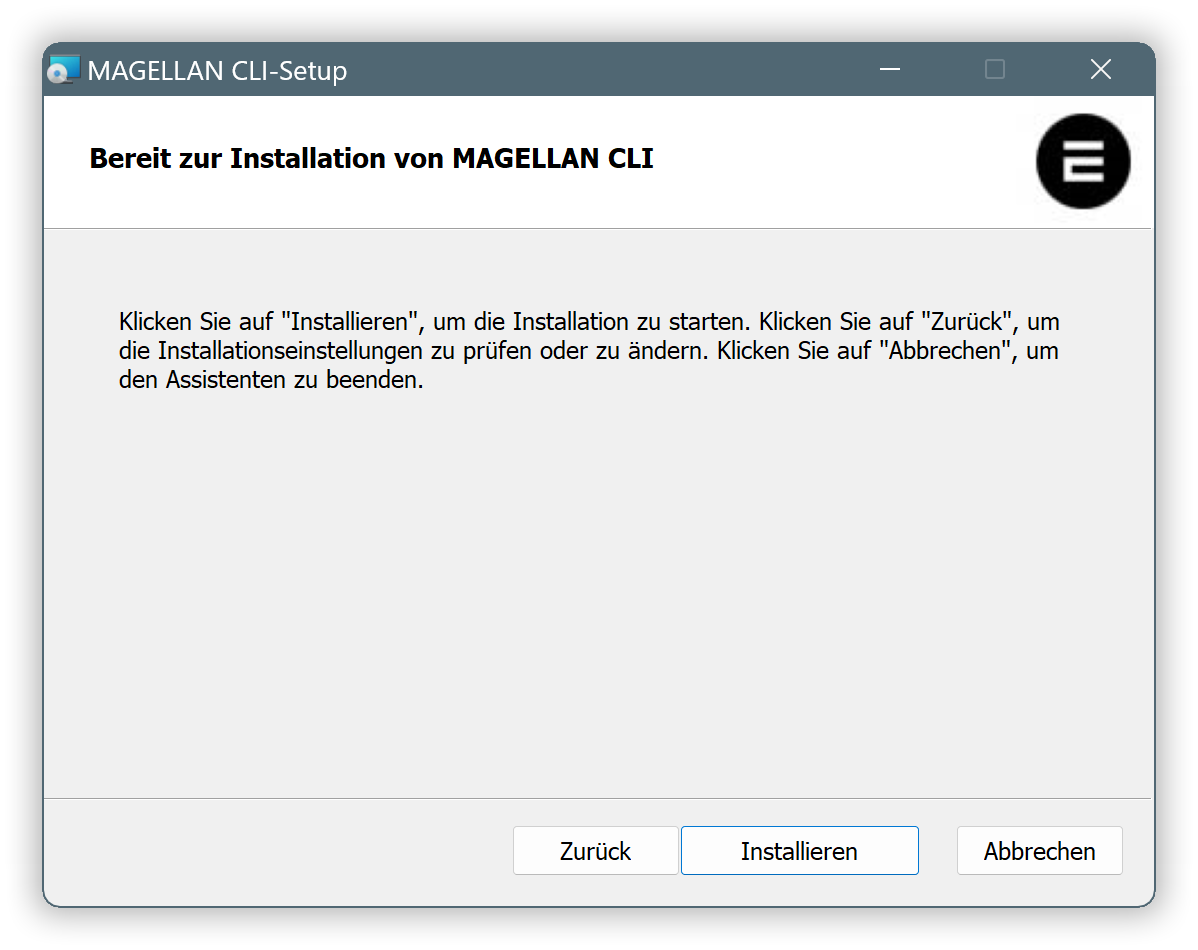 MAGELLAN CLI-Setup
Bereit zur Installation von MAGELLAN CLI
Klicken Sie auf "Installieren", um die Installation zu starten. Klicken Sie auf "Zurück", um
die Installationseinstellungen zu prüfen oder zu ändern. Klicken Sie auf "Abbrechen", um
den Assistenten zu beenden.
Zurück
Installieren
Abbrechen